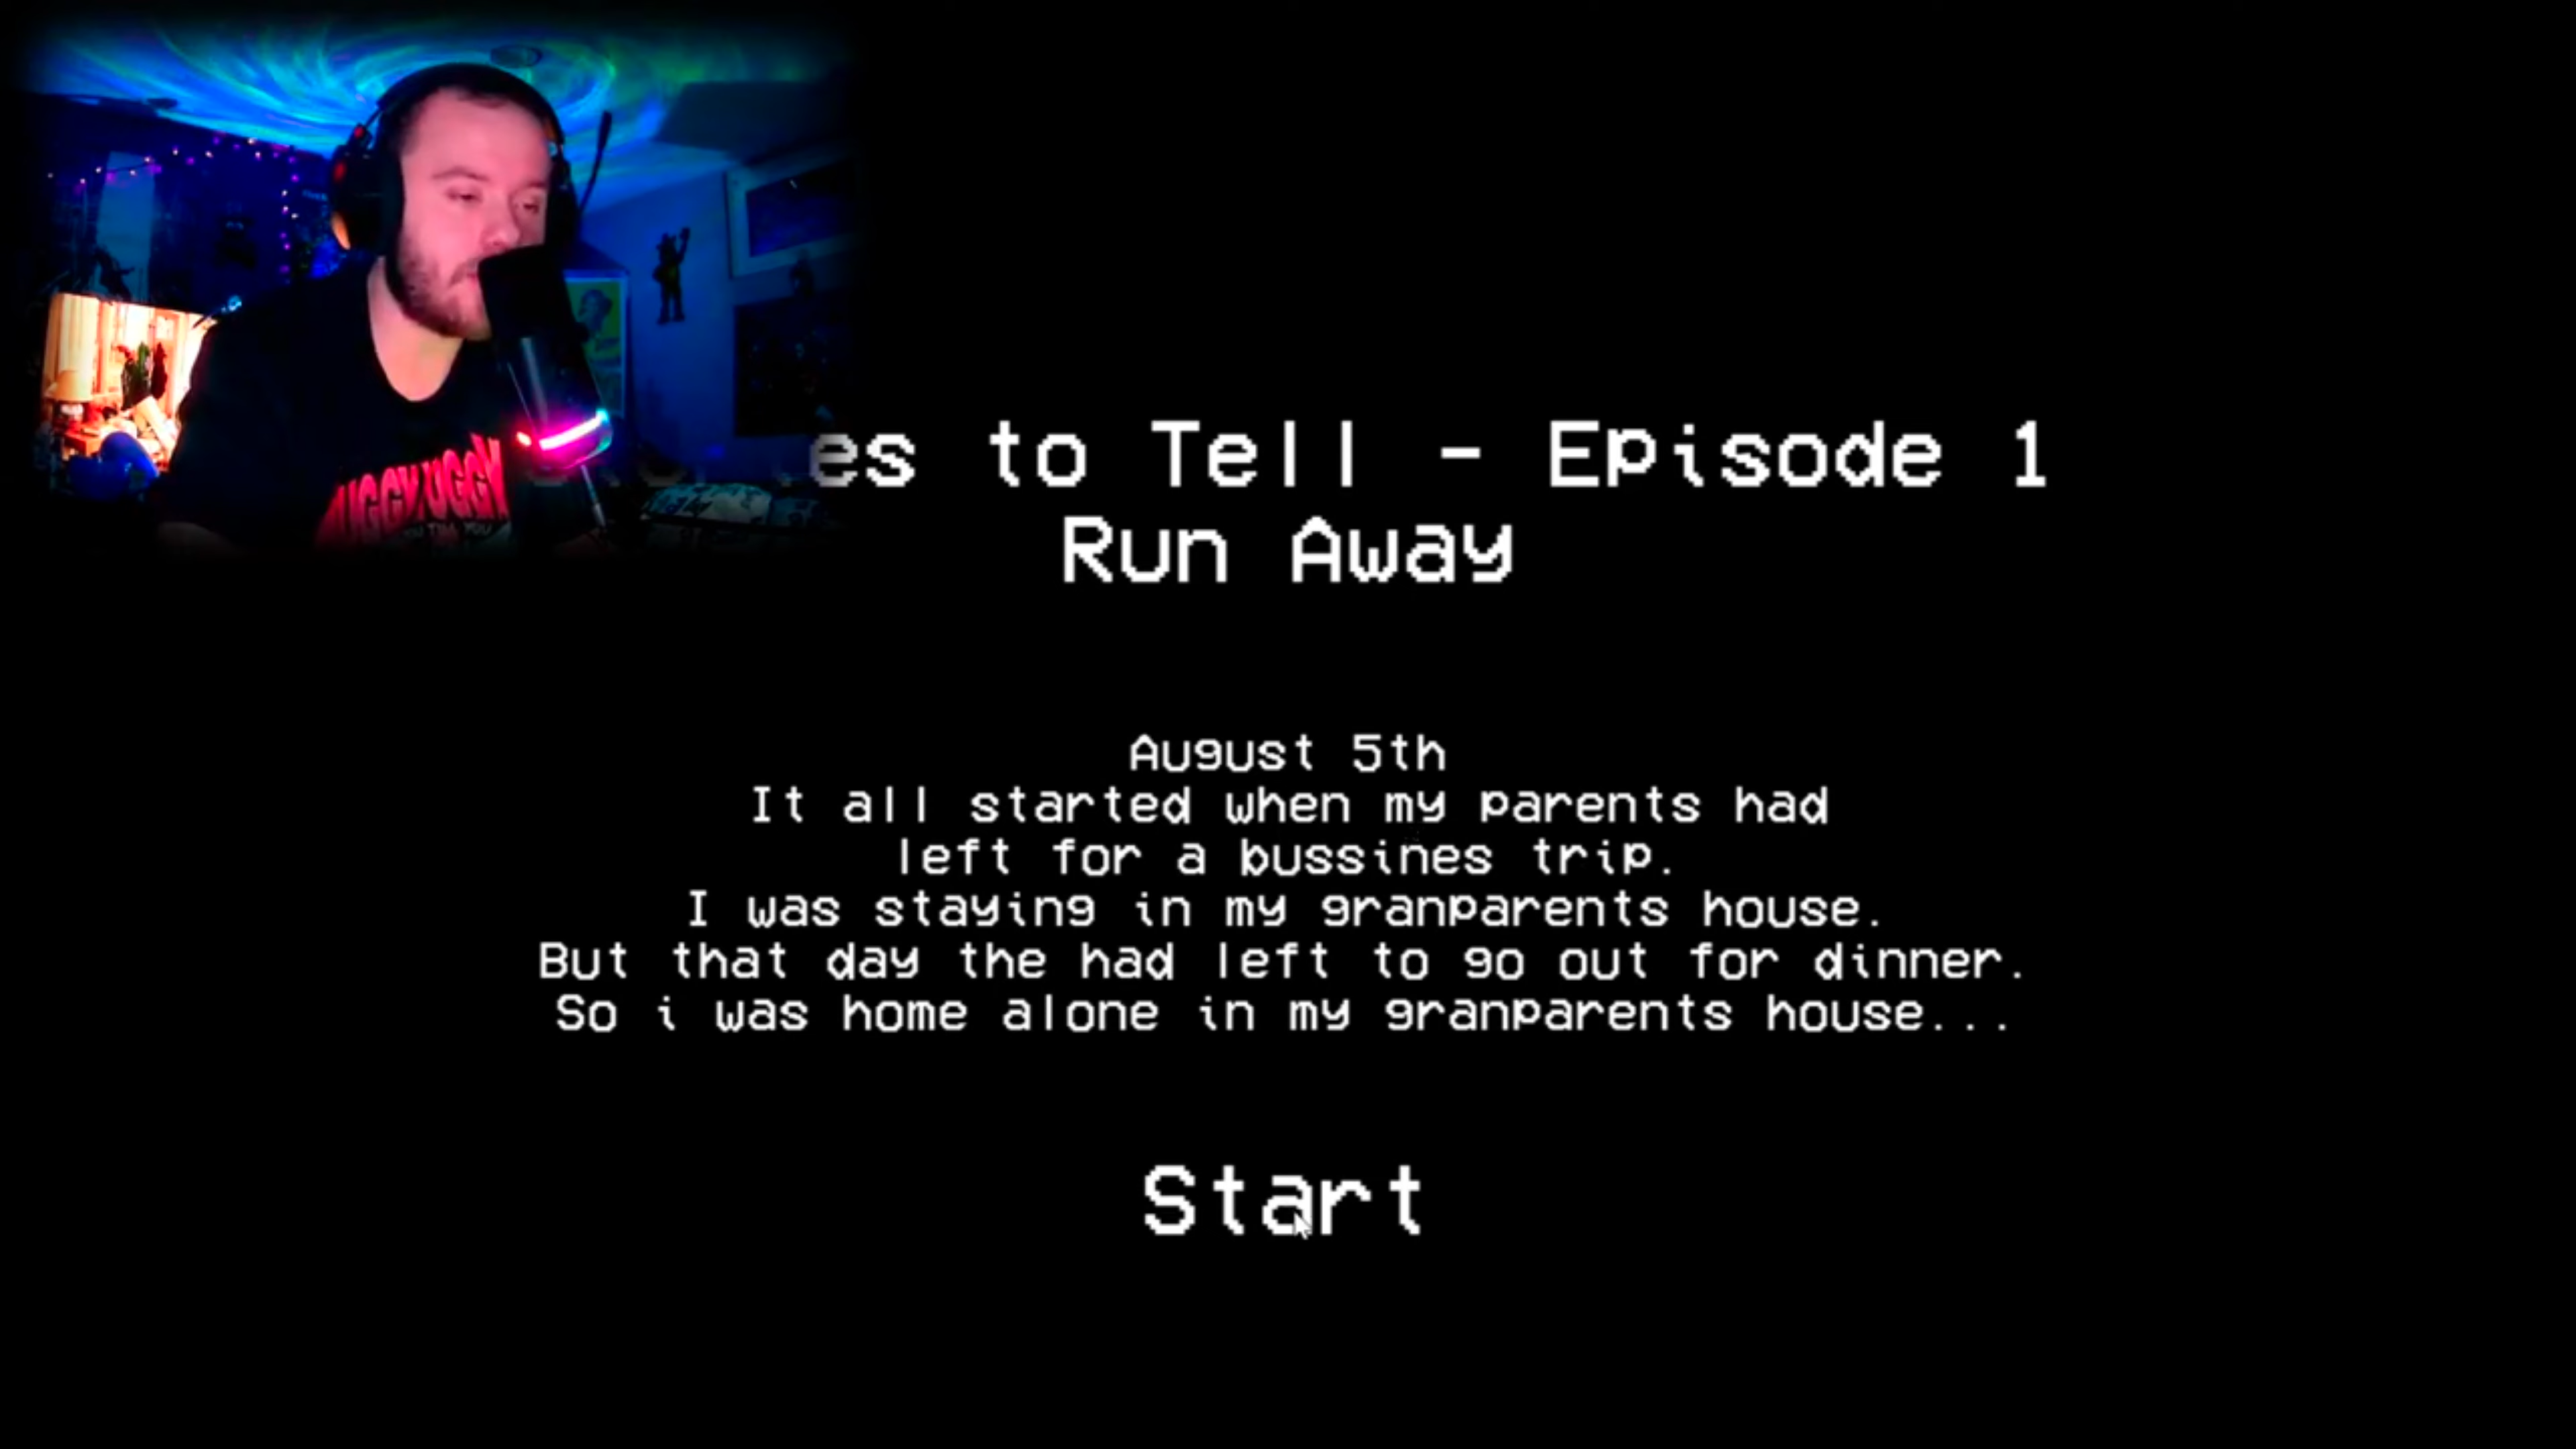 es to Tell - Episode 1
Run Away
August 5th
It all started when my parents had
left for a bussines trip.
I was staying in my granparents house.
But that day the had left to go out for dinner.
So i was home alone in my granparents house...
Start